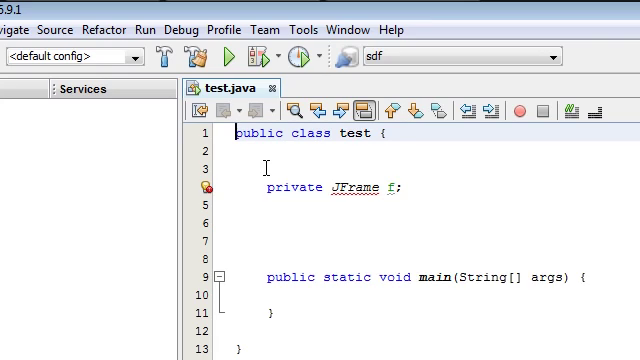 5.9.1
vigate Source Refactor Run Debug Profile Team Tools Window Help
<default config> sdf
Services test.java
1 public class test {
2
3
4 private JFrame f;
5
6
7
8
9 public static void main(String[] args) {
10
11 }
12
13 }